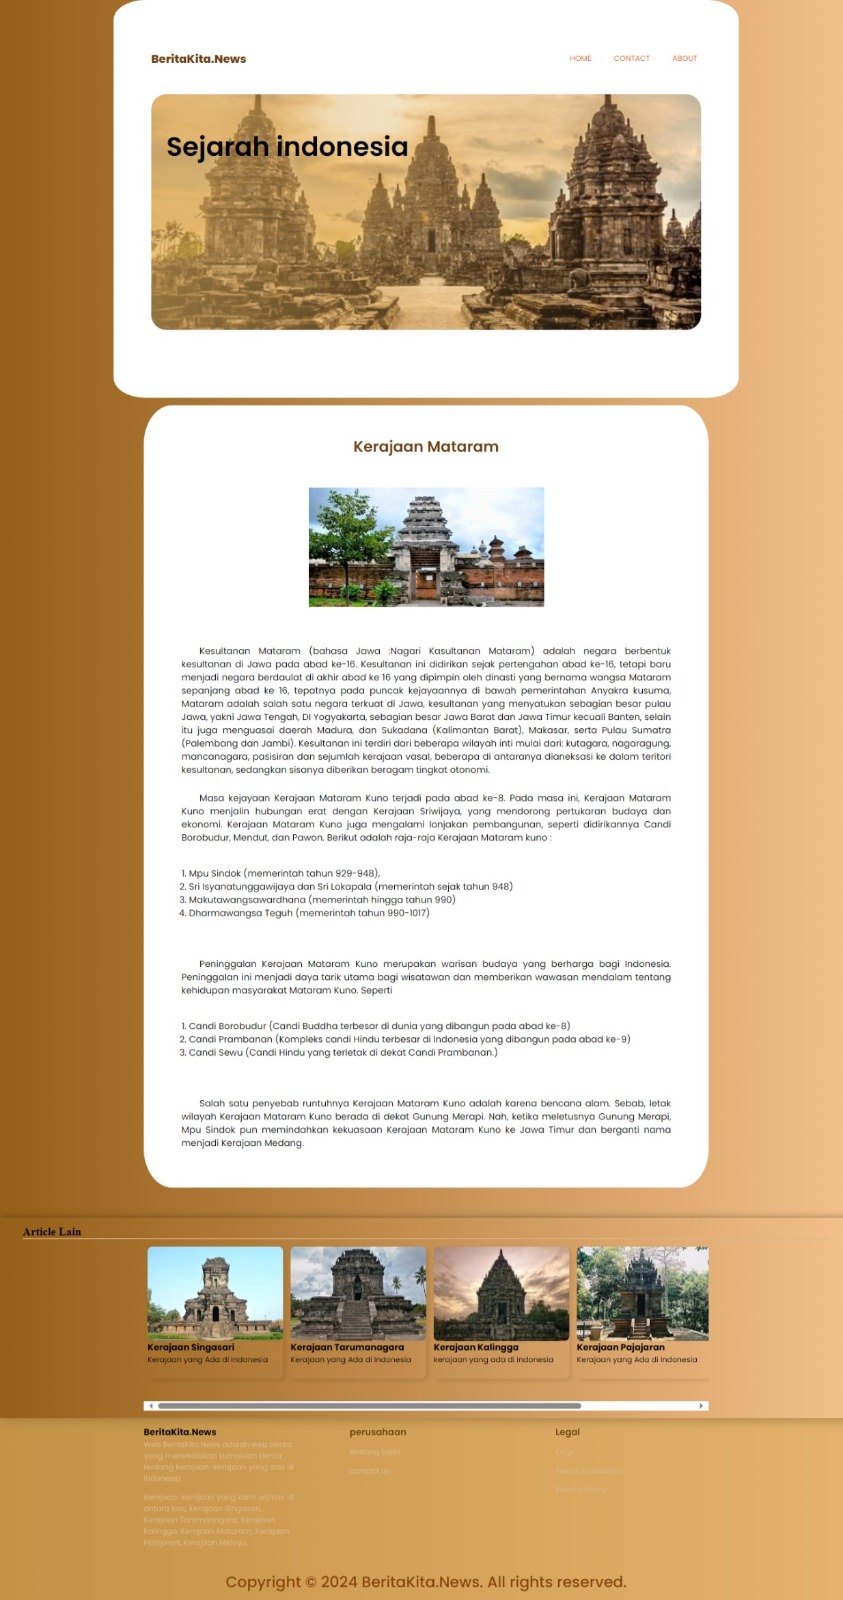 BeritaKita.News
HOME CONTACT ABOUT
Sejarah indonesia
Kerajaan Mataram
Kesultanan Mataram (bahasa Jawa :Nagari Kasultanan Mataram) adalah negara berbentuk
kesultanan di Jawa pada abad ke-16. Kesultanan ini didirikan sejak pertengahan abad ke-16, tetapi baru
menjadi negara berdaulat di akhir abad ke 16 yang dipimpin oleh dinasti yang bernama wangsa Mataram
sepanjang abad ke 16, tepatnya pada puncak kejayaannya di bawah pemerintahan Anyakra kusuma,
Mataram adalah salah satu negara terkuat di Jawa, kesultanan yang menyatukan sebagian besar pulau
Jawa, yakni Jawa Tengah, DI Yogyakarta, sebagian besar Jawa Barat dan Jawa Timur kecuali Banten, selain
itu juga menguasai daerah Madura, dan Sukadana (Kalimantan Barat), Makasar, serta Pulau Sumatra
(Palembang dan Jambi). Kesultanan ini terdiri dari beberapa wilayah inti mulai dari: kutagara, nagaragung,
mancanagara, pasisiran dan sejumlah kerajaan vasal, beberapa di antaranya dianeksasi ke dalam teritori
kesultanan, sedangkan sisanya diberikan beragam tingkat otonomi.
Masa kejayaan Kerajaan Mataram Kuno terjadi pada abad ke-8. Pada masa ini, Kerajaan Mataram
Kuno menjalin hubungan erat dengan Kerajaan Sriwijaya, yang mendorong pertukaran budaya dan
ekonomi. Kerajaan Mataram Kuno juga mengalami lonjakan pembangunan, seperti didirikannya Candi
Borobudur, Mendut, dan Pawon. Berikut adalah raja-raja Kerajaan Mataram kuno :
1. Mpu Sindok (memerintah tahun 929-948),
2. Sri Isyanatunggawijaya dan Sri Lokapala (memerintah sejak tahun 948)
3. Makutawangsawardhana (memerintah hingga tahun 990)
4. Dharmawangsa Teguh (memerintah tahun 990-1017)
Peninggalan Kerajaan Mataram Kuno merupakan warisan budaya yang berharga bagi Indonesia.
Peninggalan ini menjadi daya tarik utama bagi wisatawan dan memberikan wawasan mendalam tentang
kehidupan masyarakat Mataram Kuno. Seperti
1. Candi Borobudur (Candi Buddha terbesar di dunia yang dibangun pada abad ke-8)
2. Candi Prambanan (Kompleks candi Hindu terbesar di Indonesia yang dibangun pada abad ke-9)
3. Candi Sewu (Candi Hindu yang terletak di dekat Candi Prambanan.)
Salah satu penyebab runtuhnya Kerajaan Mataram Kuno adalah karena bencana alam. Sebab, letak
wilayah Kerajaan Mataram Kuno berada di dekat Gunung Merapi. Nah, ketika meletusnya Gunung Merapi,
Mpu Sindok pun memindahkan kekuasaan Kerajaan Mataram Kuno ke Jawa Timur dan berganti nama
menjadi Kerajaan Medang.
Article Lain
Kerajaan Singasari
Kerajaan yang Ada di Indonesia
Kerajaan Tarumanagara
Kerajaan yang Ada di Indonesia
Kerajaan Kalingga
kerajaan yang ada di indonesia
Kerajaan Pajajaran
Kerajaan yang Ada di Indonesia
BeritaKita.News
Web BeritaKita.News adalah web berita
yang menyediakan kumpulan berita
tentang kerajaan-kerajaan yang ada di
indonesia
kerajaan-kerajaan yang kami sajikan di
antara lain; Kerajaan Singasari,
Kerajaan Tarumanagara, Kerajaan
Kalingga, Kerajaan Mataram, Kerajaan
Pajajaran, Kerajaan Melayu.
perusahaan
tentang kami
contact us
Legal
Privacy Policy
Copyright © 2024 BeritaKita.News. All rights reserved.